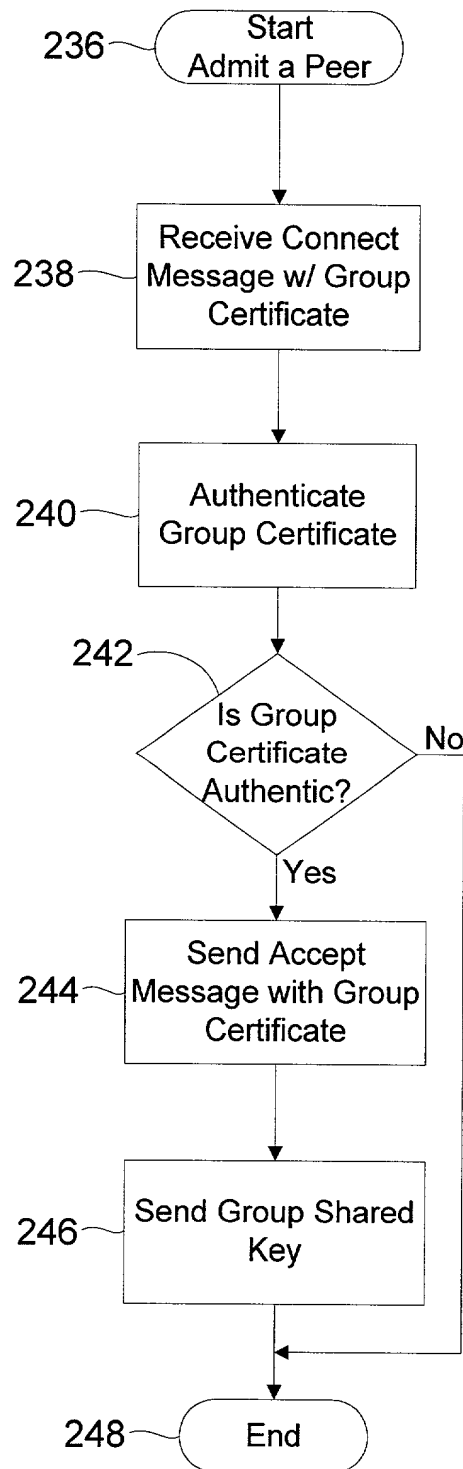 236
Start
Admit a Peer
238
Receive Connect
Message w/ Group
Certificate
240
Authenticate
Group Certificate
242
Is Group
Certificate
Authentic?
No
Yes
244
Send Accept
Message with Group
Certificate
246
Send Group Shared
Key
248
End